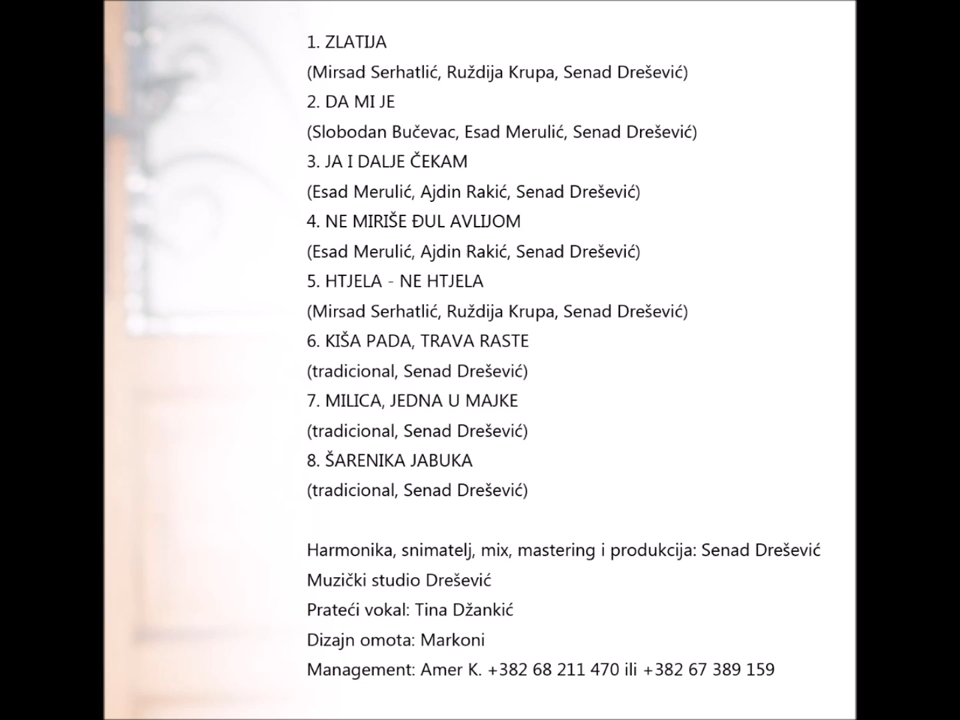 1. ZLATIJA
(Mirsad Serhatlić, Ruždija Krupa, Senad Drešević)
2. DA MI JE
(Slobodan Bučevac, Esad Merulić, Senad Drešević)
3. JA I DALJE ČEKAM
(Esad Merulić, Ajdin Rakić, Senad Drešević)
4. NE MIRIŠE ĐUL AVLIJOM
(Esad Merulić, Ajdin Rakić, Senad Drešević)
5. HTJELA - NE HTJELA
(Mirsad Serhatlić, Ruždija Krupa, Senad Drešević)
6. KIŠA PADA, TRAVA RASTE
(tradicional, Senad Drešević)
7. MILICA, JEDNA U MAJKE
(tradicional, Senad Drešević)
8. ŠARENIKA JABUKA
(tradicional, Senad Drešević)
Harmonika, snimatelj, mix, mastering i produkcija: Senad Drešević
Muzički studio Drešević
Prateći vokal: Tina Džankić
Dizajn omota: Markoni
Management: Amer K. +382 68 211 470 ili +382 67 389 159